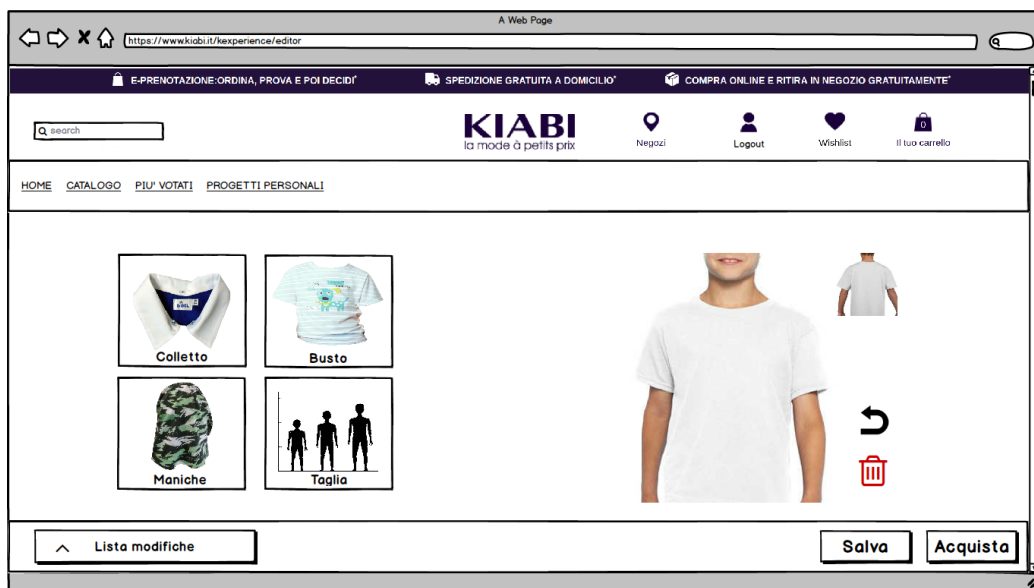 A Web Page
https://www.kiabi.it/kexperience/editor
E-PRENOTAZIONE:ORDINA, PROVA E POI DECIDI*
SPEDIZIONE GRATUITA A DOMICILIO*
COMPRA ONLINE E RITIRA IN NEGOZIO GRATUITAMENTE*
search
KIABI
la mode à petits prix
Negozi
Logout
Wishlist
0
Il tuo carrello
HOME
CATALOGO
PIU' VOTATI
PROGETTI PERSONALI
Colletto
Busto
Maniche
Taglia
Lista modifiche
Salva
Acquista